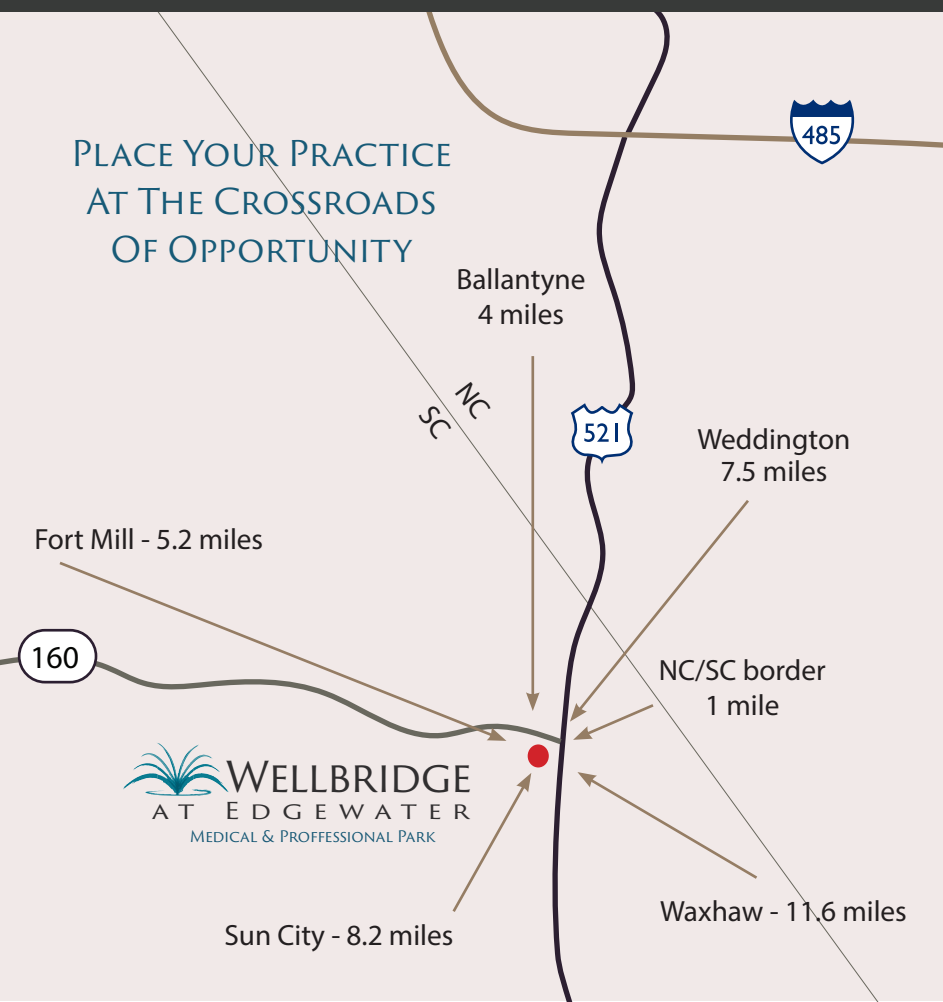 485
PLACE YOUR PRACTICE
AT THE CROSSROADS
OF OPPORTUNITY
Ballantyne
4 miles
NC
SC
521
Weddington
7.5 miles
Fort Mill - 5.2 miles
160
NC/SC border
1 mile
WELLBRIDGE
AT EDGEWATER
MEDICAL & PROFFESSIONAL PARK
Waxhaw - 11.6 miles
Sun City - 8.2 miles